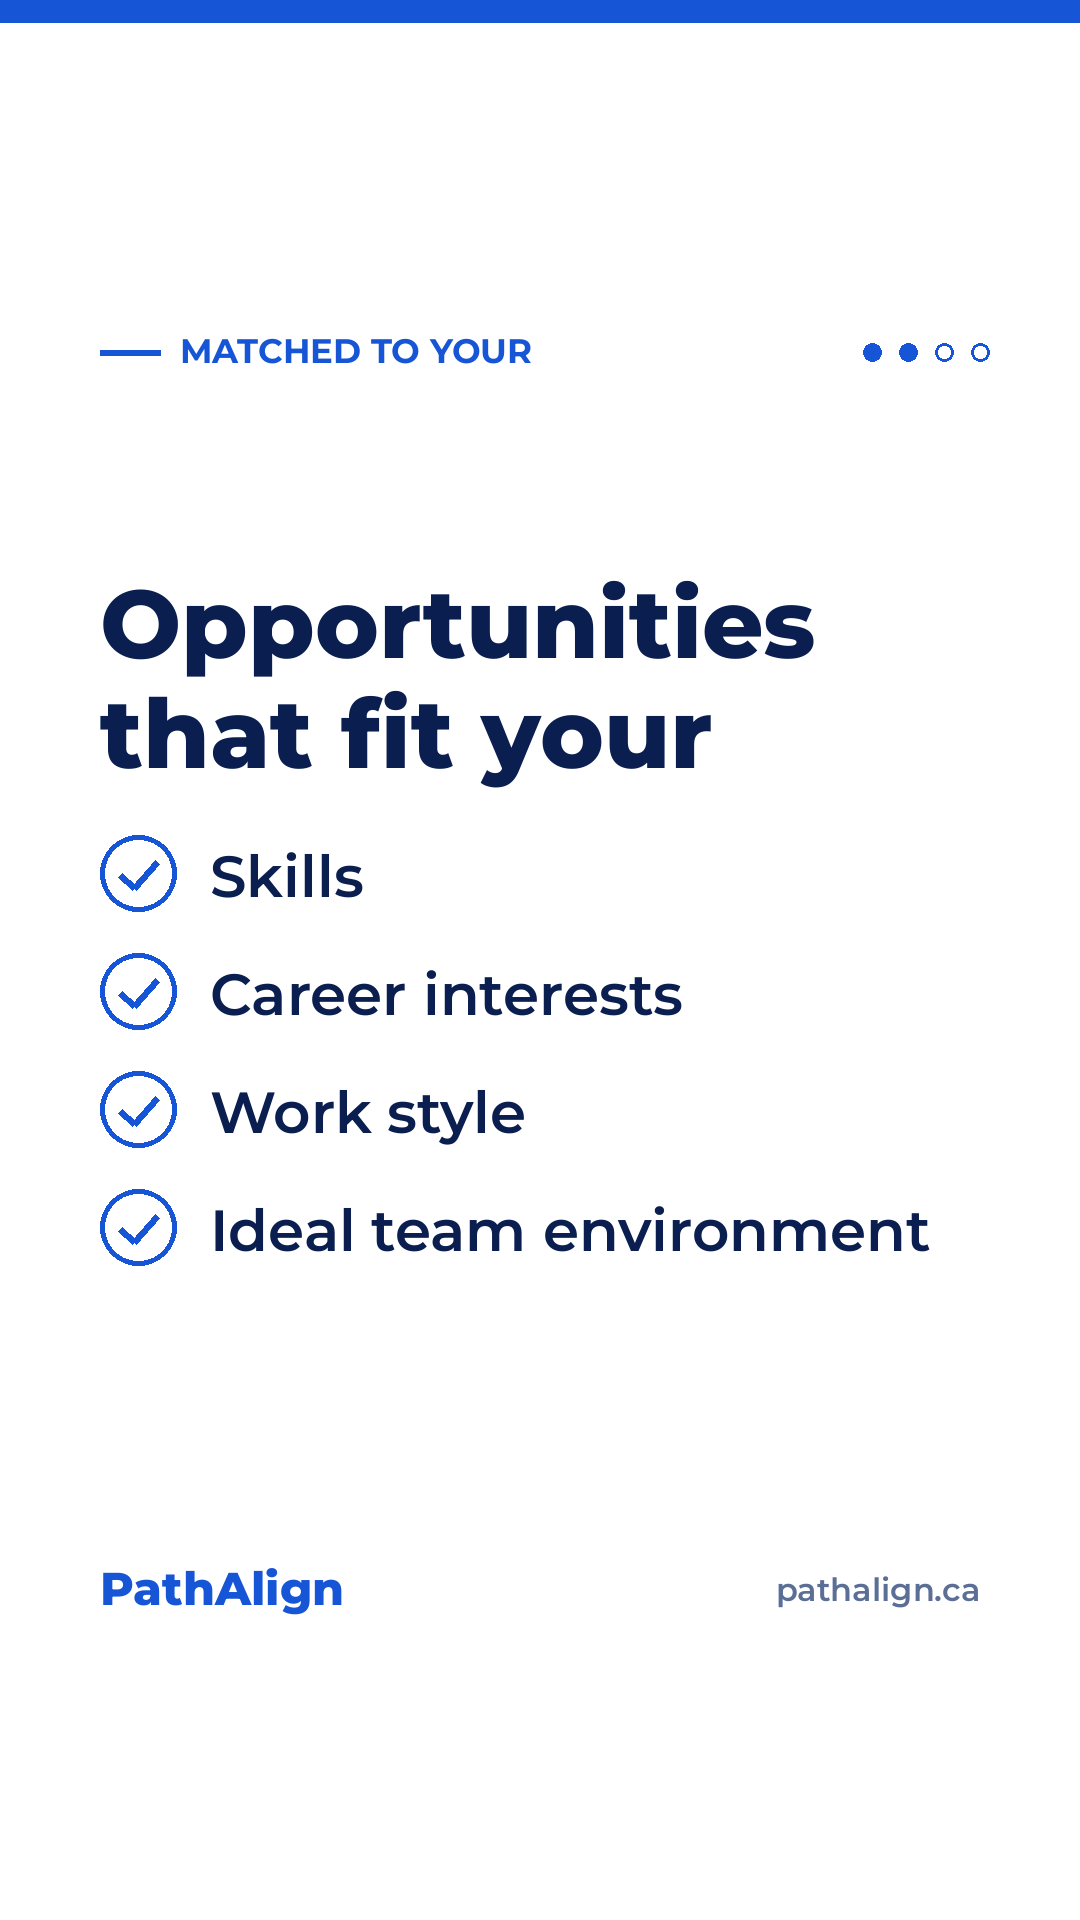 MATCHED TO YOUR
Opportunities
that fit your
Skills
Career interests
Work style
Ideal team environment
PathAlign
pathalign.ca